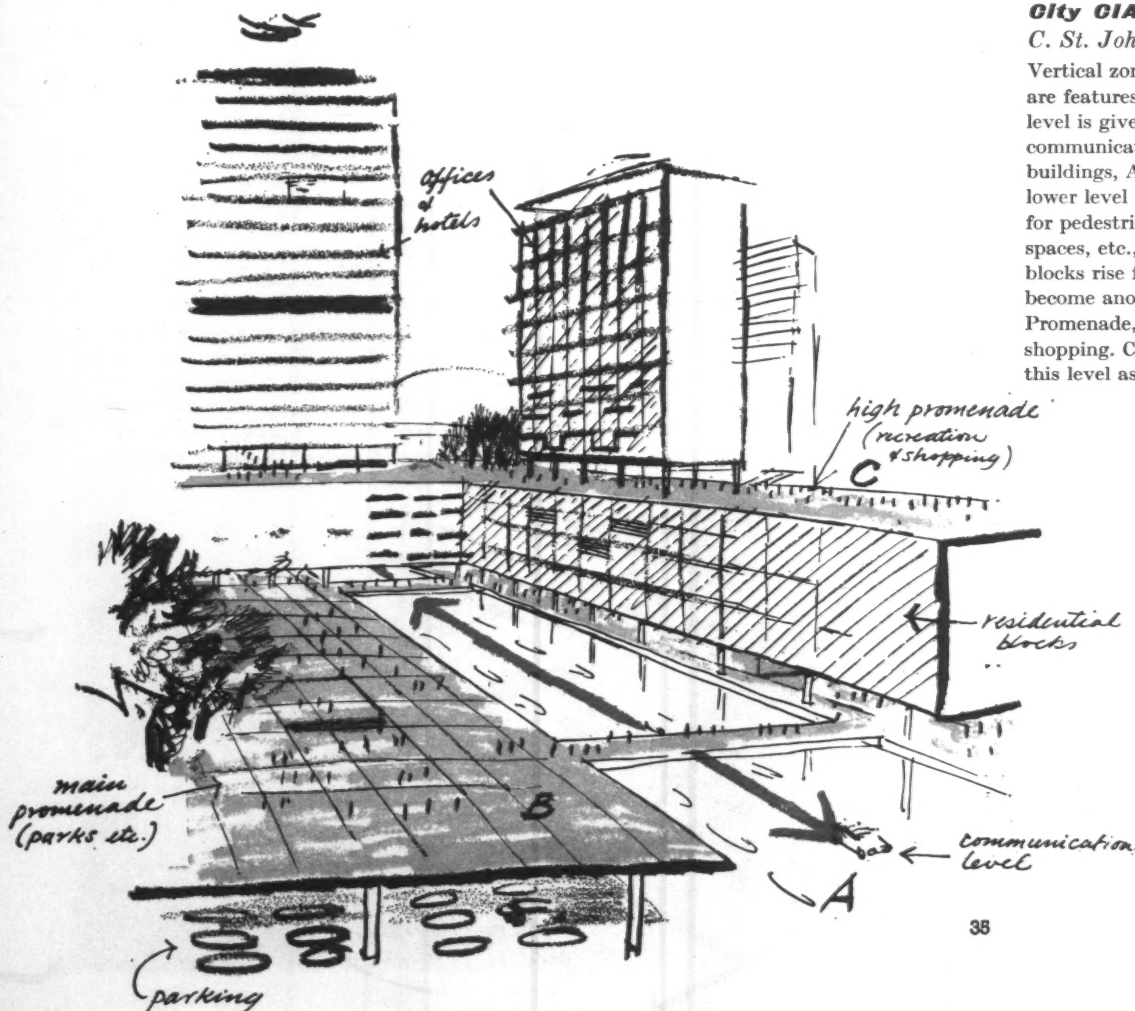 City CIA
C. St. Joh
Vertical zon
are features
level is give
communicat
buildings, A
lower level
for pedestri
spaces, etc.,
blocks rise f
become ano
Promenade,
shopping. C
this level as
offices
&
hotels
high promenade
(recreation
& shopping)
C
residential
blocks
main
promenade
(parks etc.)
B
communication
level
A
35
parking